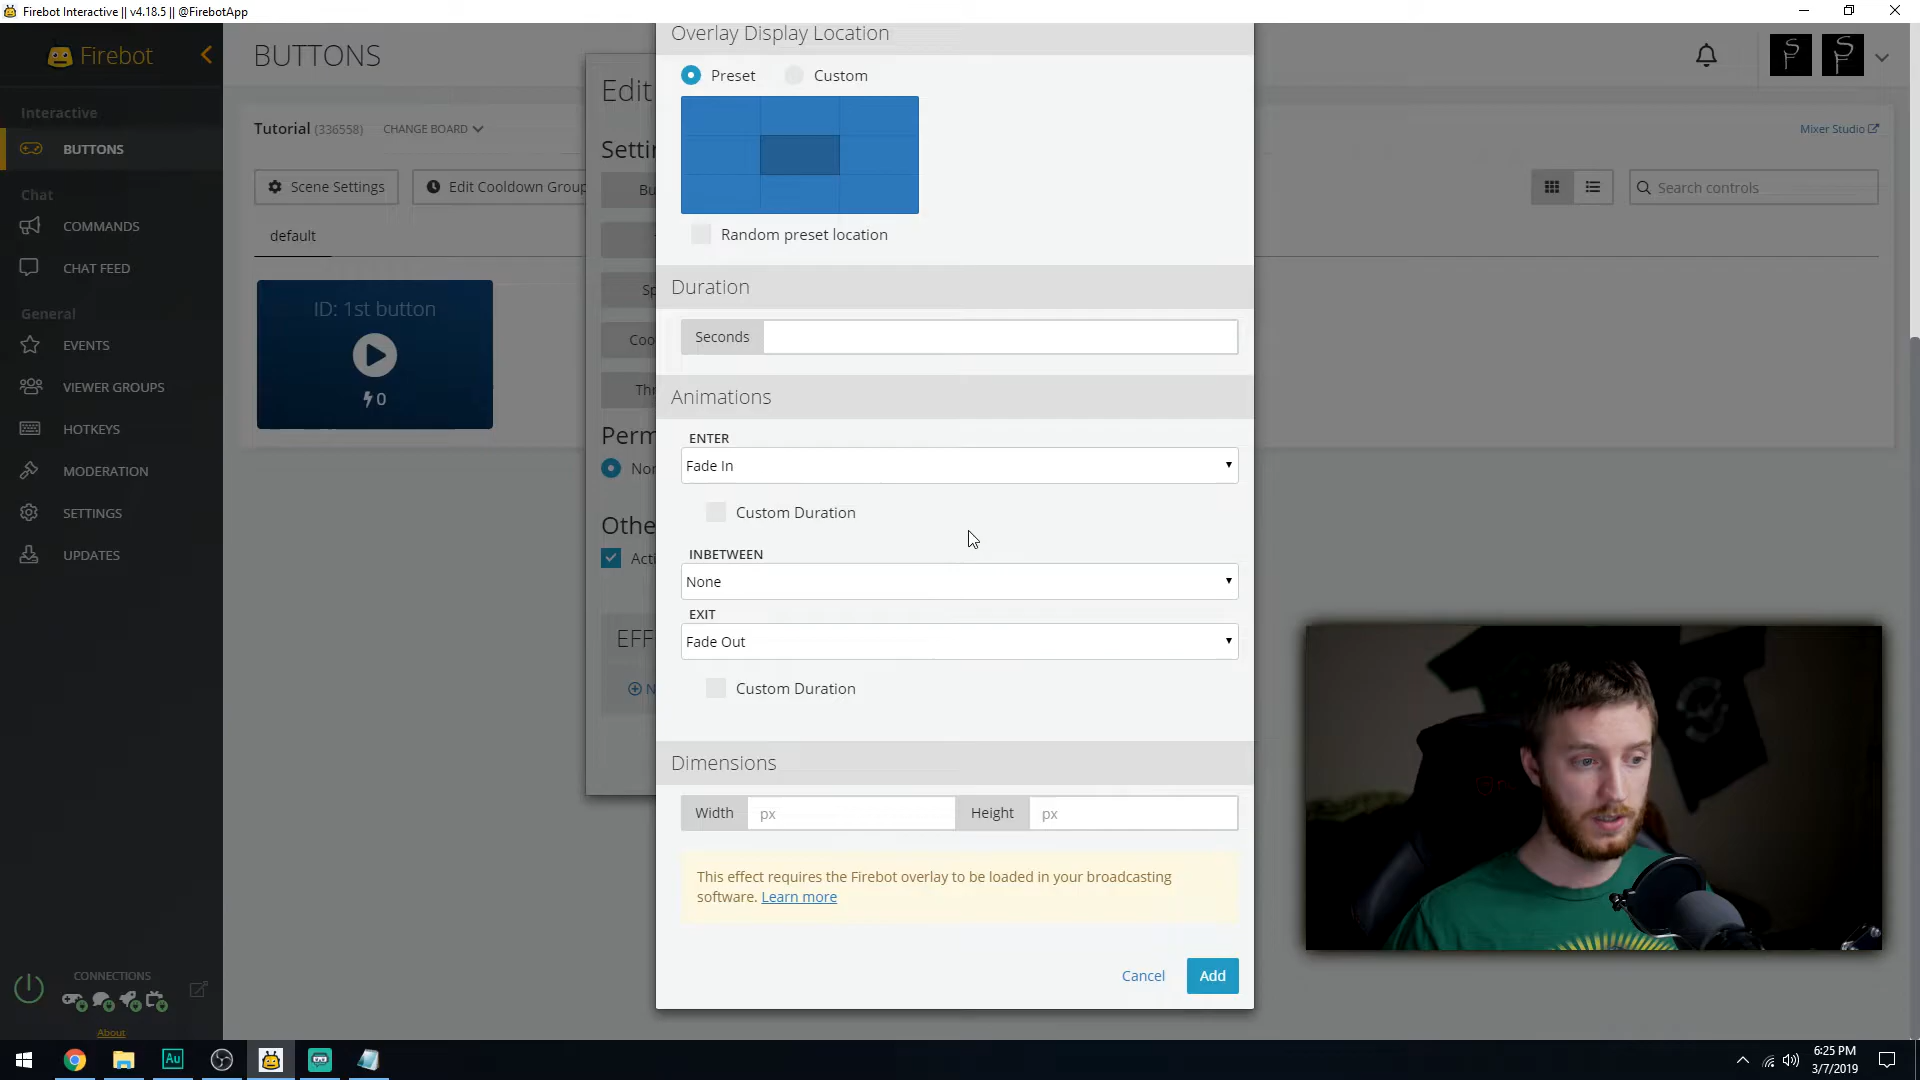 Firebot Interactive || v4.18.5 || @FirebotApp
Firebot
BUTTONS
Interactive
BUTTONS
Chat
COMMANDS
CHAT FEED
General
EVENTS
VIEWER GROUPS
HOTKEYS
MODERATION
SETTINGS
UPDATES
CONNECTIONS
About
Tutorial (336558) CHANGE BOARD
Mixer Studio
Scene Settings
Edit Cooldown Group
Search controls
default
ID: 1st button
0
Edit
Overlay Display Location
Preset Custom
Random preset location
Duration
Seconds
Animations
ENTER
Fade In
Custom Duration
INBETWEEN
None
EXIT
Fade Out
Custom Duration
Dimensions
Width px Height px
This effect requires the Firebot overlay to be loaded in your broadcasting
software. Learn more
Cancel Add
Au
6:25 PM
3/7/2019